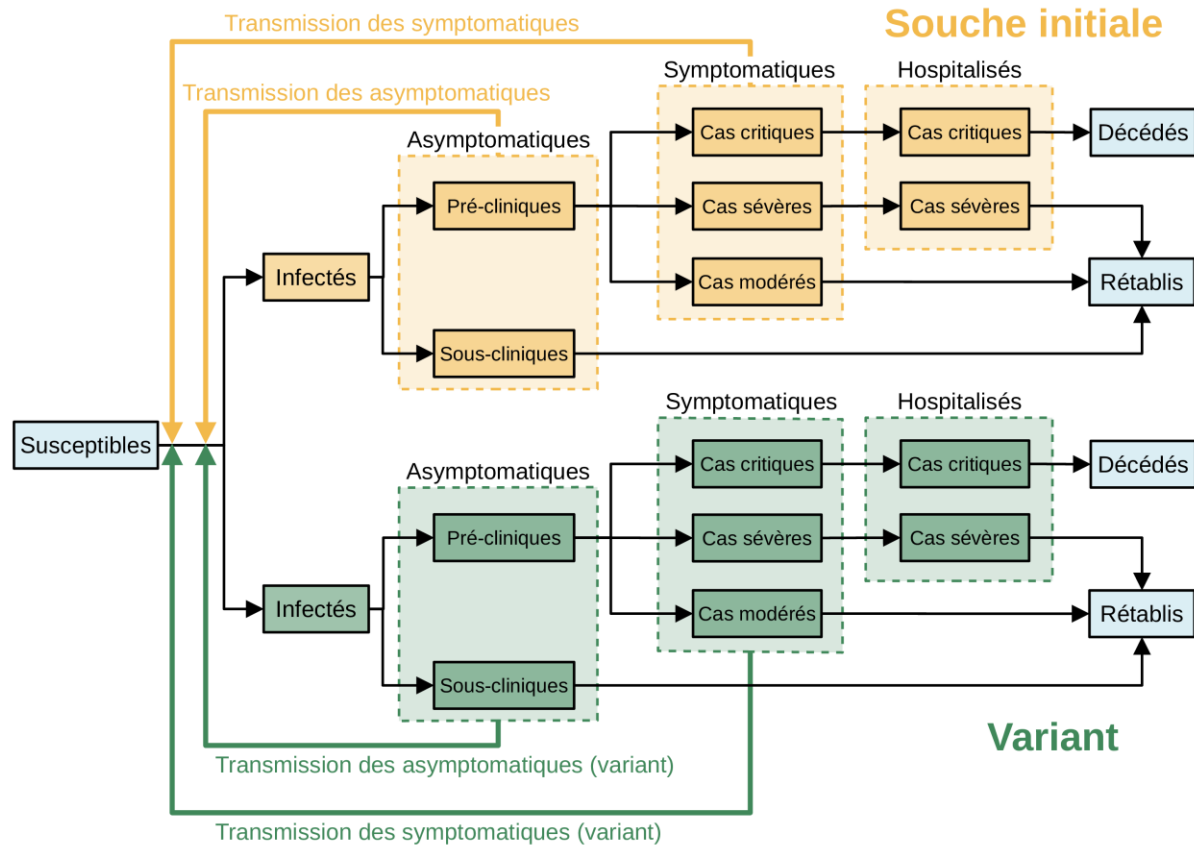 Transmission des symptomatiques
Souche initiale
Symptomatiques
Hospitalisés
Transmission des asymptomatiques
Cas critiques
Cas critiques
Décédés
Asymptomatiques
Pré-cliniques
Cas sévères
Cas sévères
Infectés
Cas modérés
Rétablis
Sous-cliniques
Symptomatiques
Hospitalisés
Susceptibles
Asymptomatiques
Cas critiques
Cas critiques
Décédés
Pré-cliniques
Cas sévères
Cas sévères
Infectés
Cas modérés
Rétablis
Sous-cliniques
Variant
Transmission des asymptomatiques (variant)
Transmission des symptomatiques (variant)